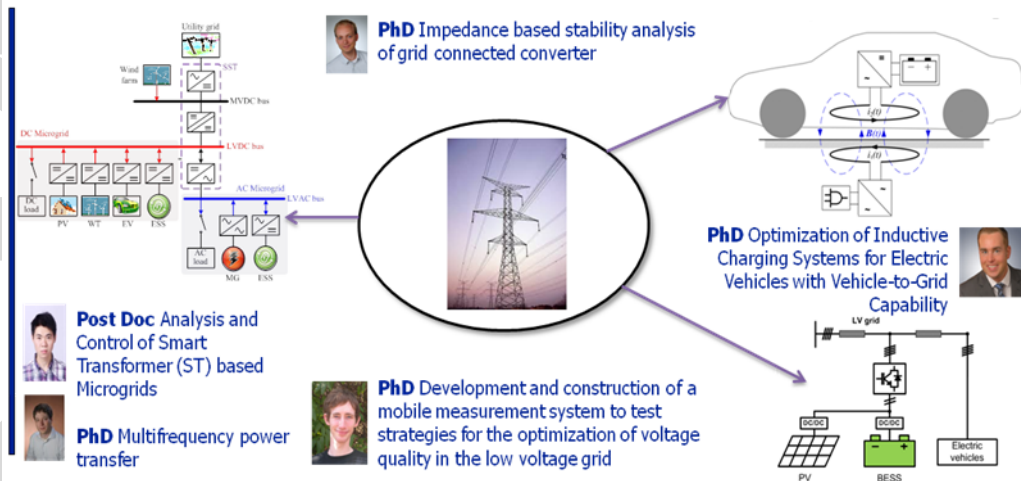 Utility grid
SST
Wind
farm
MVDC bus
DC Microgrid
LVDC bus
AC Microgrid
LVAC bus
DC
load
PV
WT
EV
ESS
AC
load
MG
ESS
PhD Impedance based stability analysis
of grid connected converter
i₂(t)
B(t)
i₁(t)
PhD Optimization of Inductive
Charging Systems for Electric
Vehicles with Vehicle-to-Grid
Capability
Post Doc Analysis and
Control of Smart
Transformer (ST) based
Microgrids
PhD Multifrequency power
transfer
PhD Development and construction of a
mobile measurement system to test
strategies for the optimization of voltage
quality in the low voltage grid
LV grid
DC/DC
DC/DC
PV
BESS
Electric
vehicles